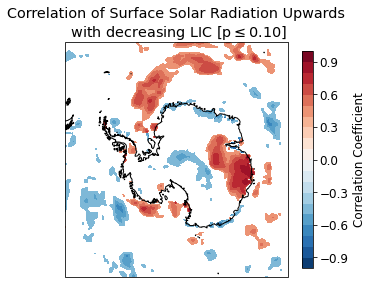 Correlation of Surface Solar Radiation Upwards
with decreasing LIC [p ≤ 0.10]
0.9
0.6
0.3
0.0
−0.3
−0.6
−0.9
Correlation Coefficient